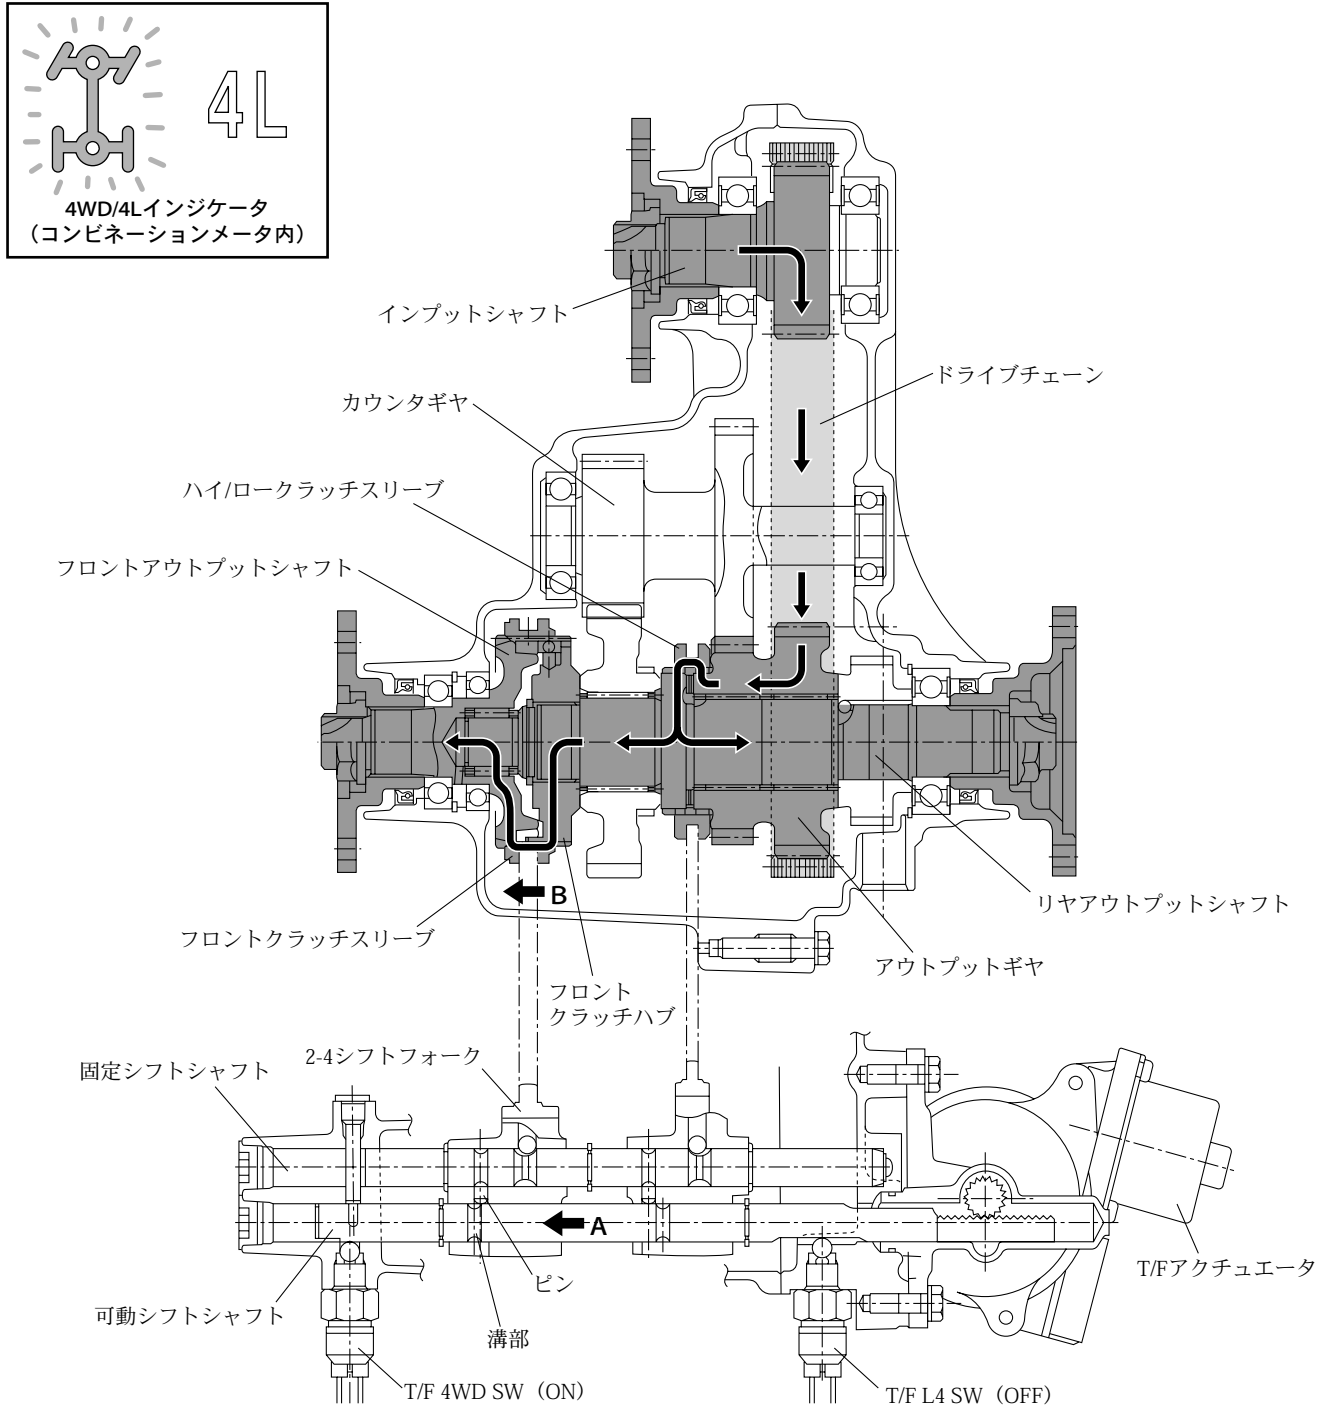 4L
4WD/4Lインジケータ
（コンビネーションメータ内）
インプットシャフト
ドライブチェーン
カウンタギヤ
ハイ/ロークラッチスリーブ
フロントアウトプットシャフト
B
リヤアウトプットシャフト
フロントクラッチスリーブ
アウトプットギヤ
フロント
クラッチハブ
2-4シフトフォーク
固定シフトシャフト
A
T/Fアクチュエータ
ピン
可動シフトシャフト
溝部
T/F 4WD SW（ON）
T/F L4 SW（OFF）